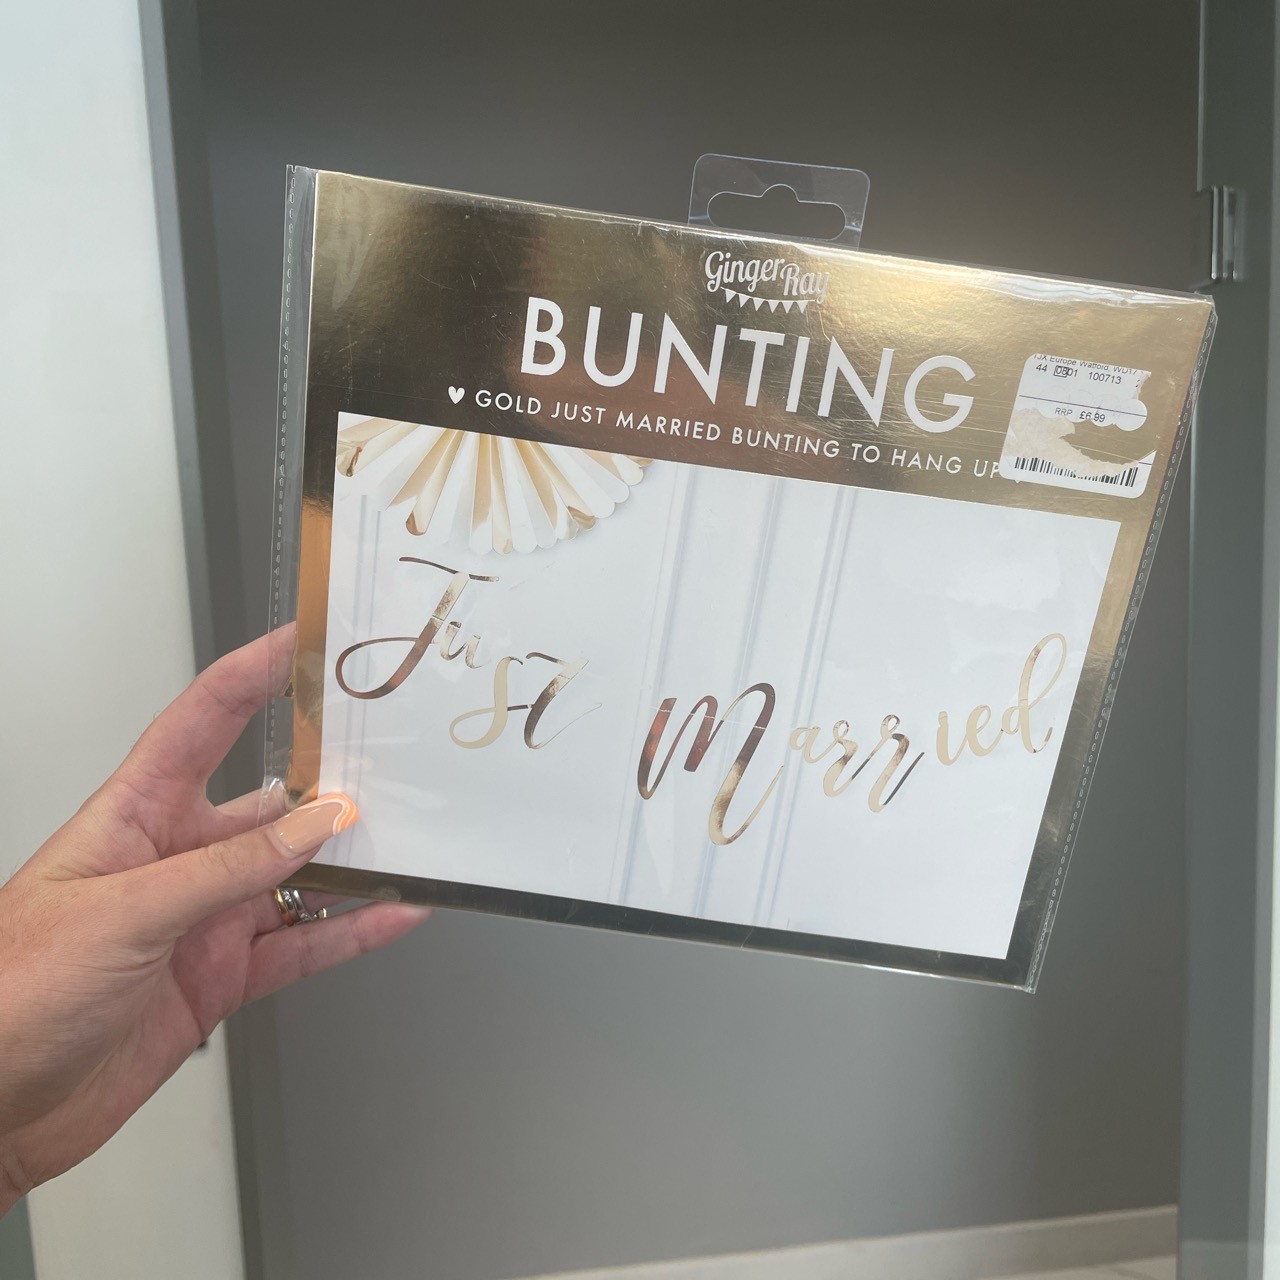 Ginger Ray
BUNTING
♥ GOLD JUST MARRIED BUNTING TO HANG UP
TJX Europe Watford, WD17
44 0801 100713
RRP £6.99
Just Married